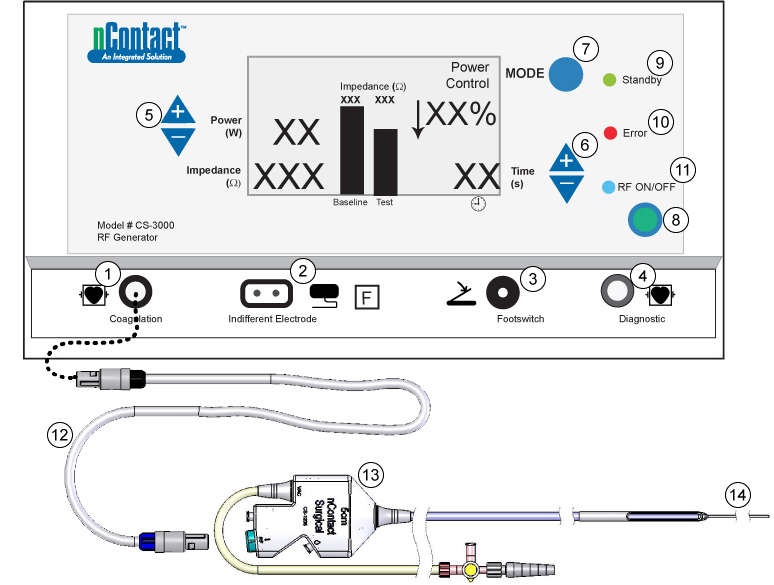 nContact™
An Integrated Solution
7
MODE
9
Standby
Power
Control
Impedance (Ω)
XXX XXX
↓XX%
5
+
−
Power
(W)
XX
10
Error
6
+
−
Impedance
(Ω)
XXX
XX
Time
(s)
11
RF ON/OFF
Baseline Test
8
Model # CS-3000
RF Generator
1
2
3
4
F
Coagulation
Indifferent Electrode
Footswitch
Diagnostic
12
13
14
VAC
5cm
nContact
Surgical